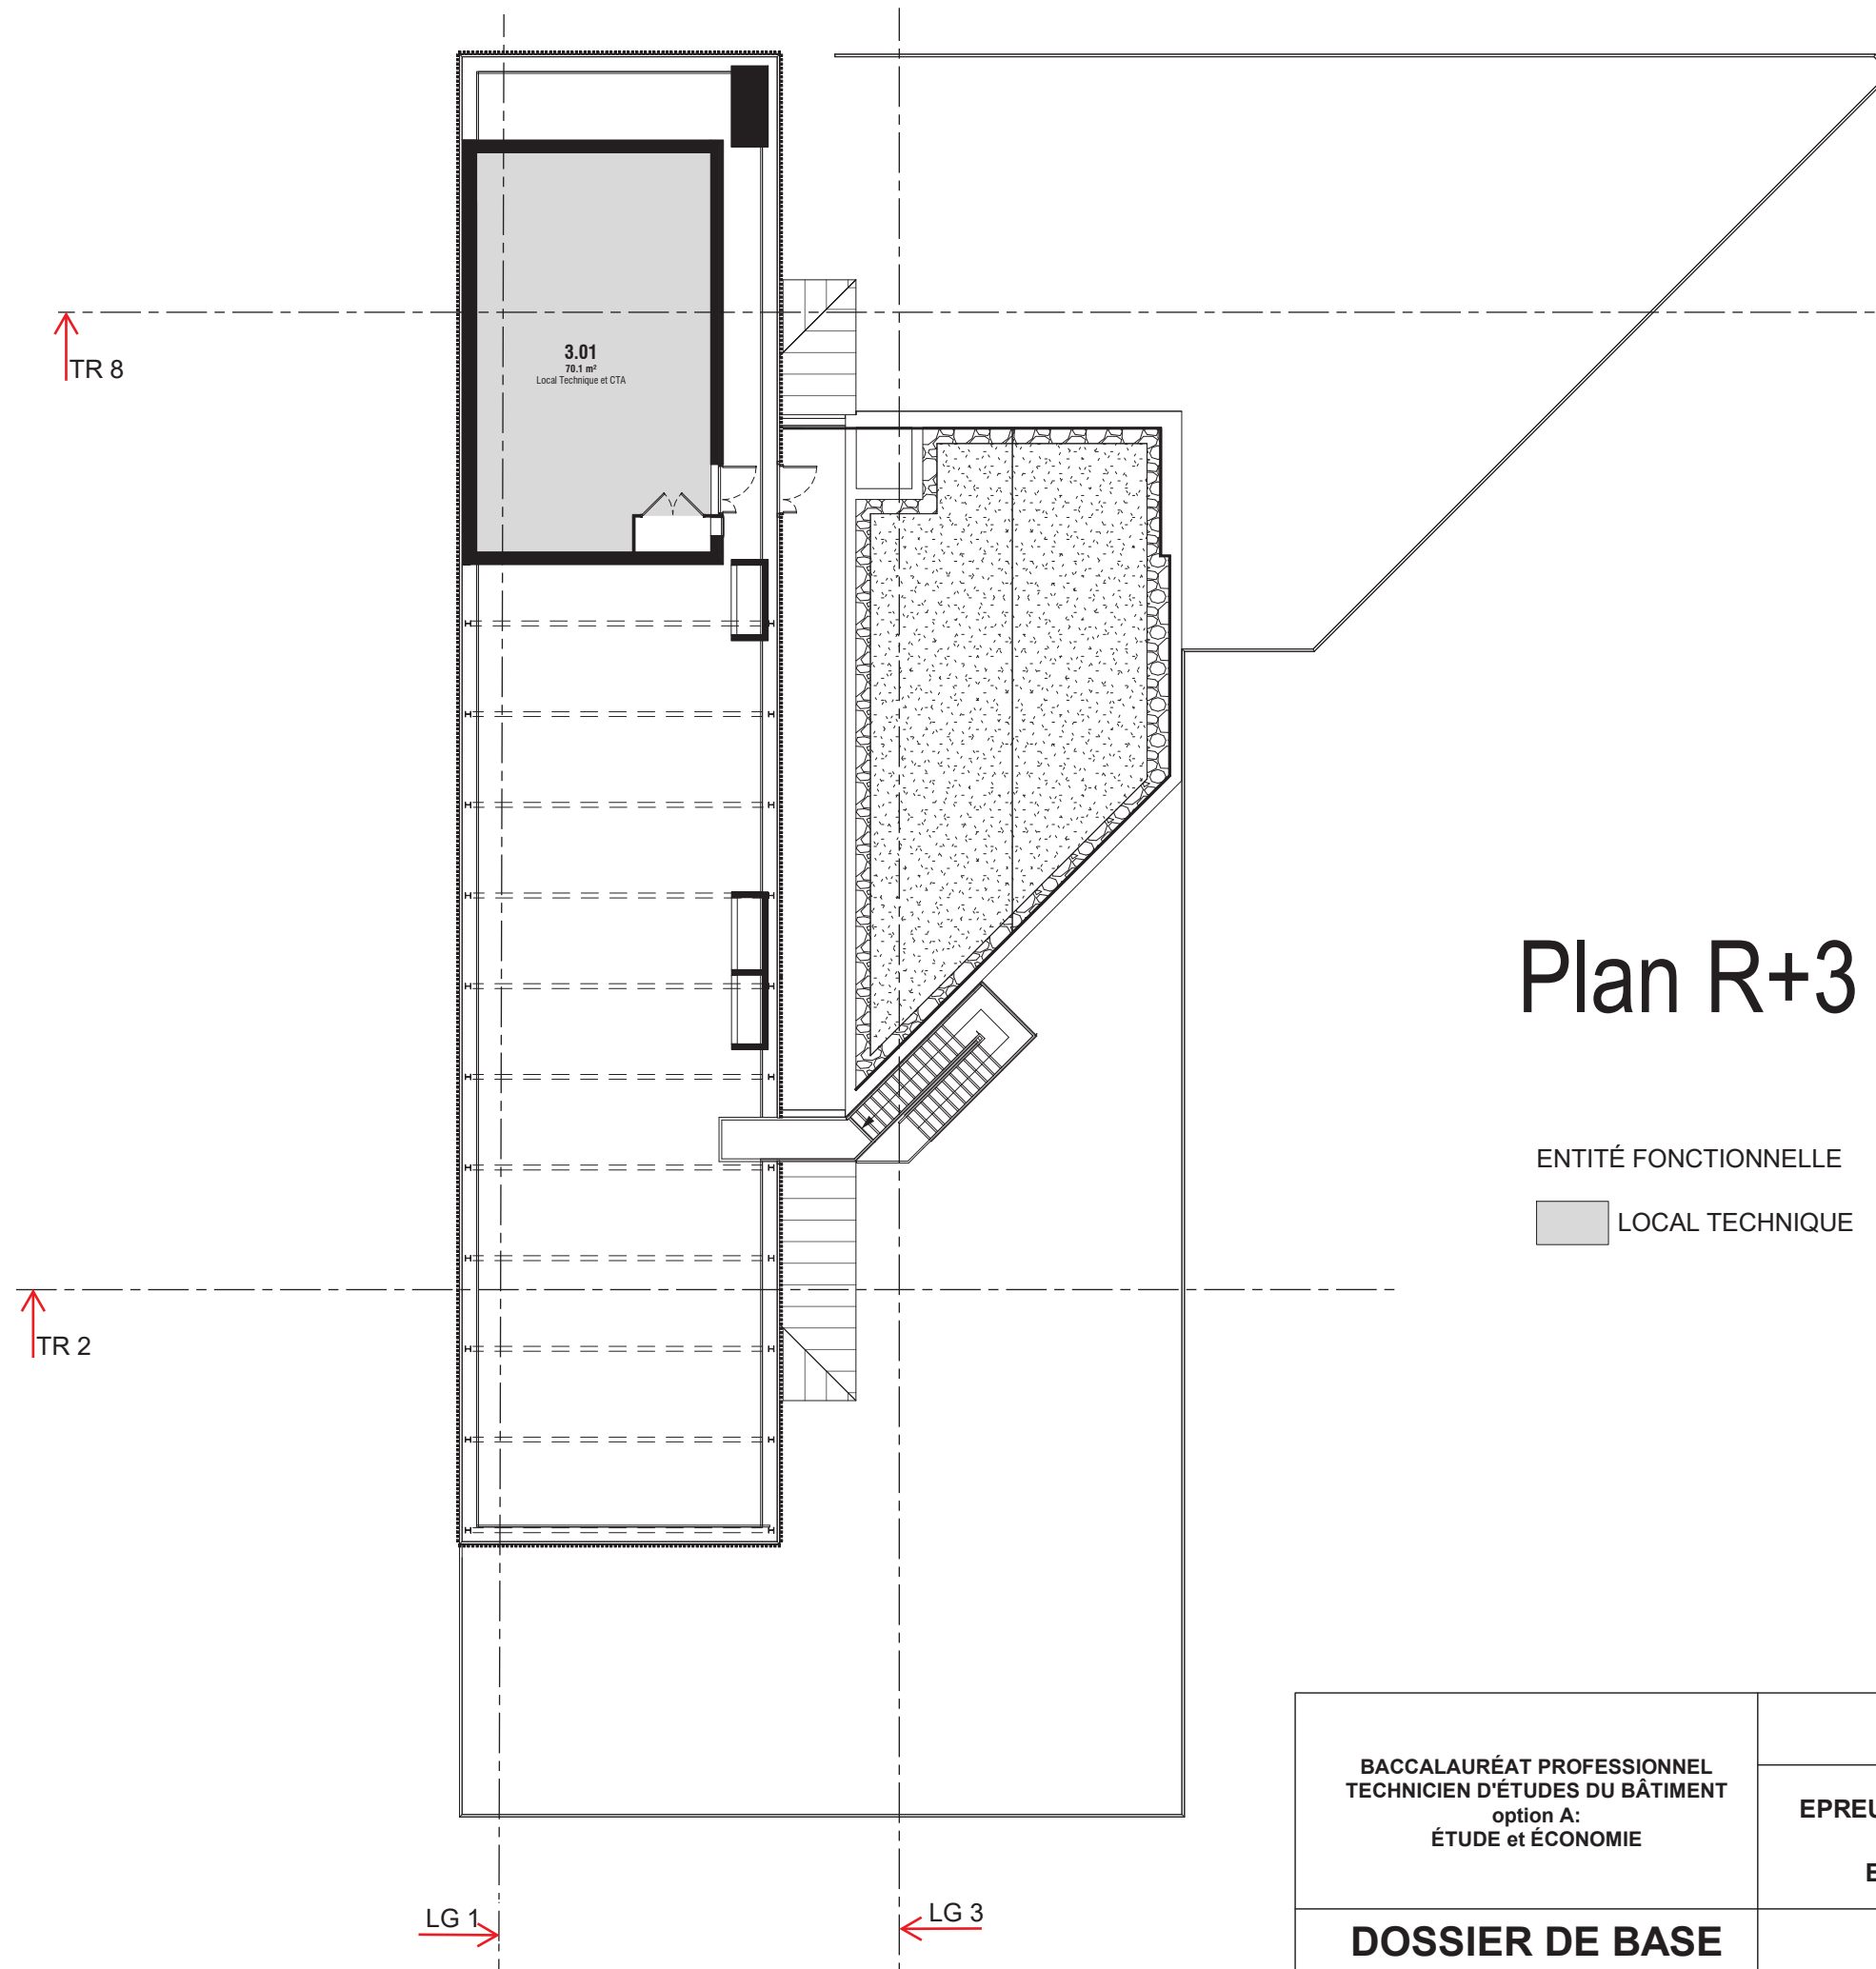 3.01
70.1 m²
Local Technique et CTA
TR 8
Plan R+3
ENTITÉ FONCTIONNELLE
LOCAL TECHNIQUE
TR 2
LG 1
LG 3
BACCALAURÉAT PROFESSIONNEL
TECHNICIEN D'ÉTUDES DU BÂTIMENT
option A:
ÉTUDE et ÉCONOMIE
EPREU
E
DOSSIER DE BASE